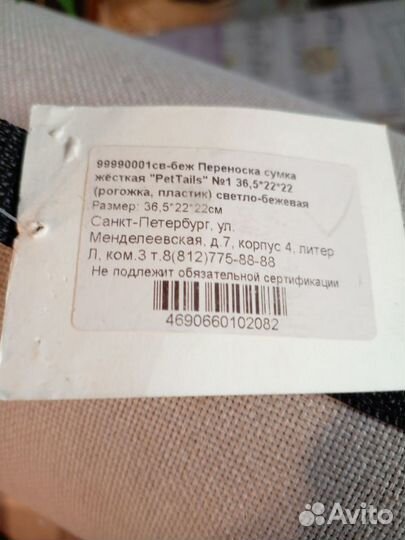 99990001св-беж Переноска сумка
жёсткая "PetTails" №1 36,5*22*22
(рогожка, пластик) светло-бежевая
Размер: 36,5*22*22см
Санкт-Петербург, ул.
Менделеевская, д.7, корпус 4, литер
Л, ком.3 т.8(812)775-88-88
Не подлежит обязательной сертификации
4690660102082
Avito